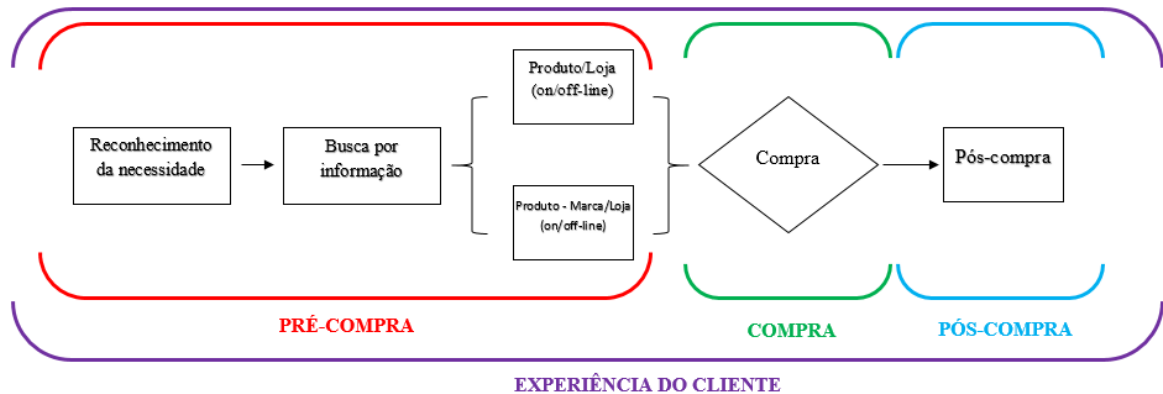 Reconhecimento
da necessidade
Busca por
informação
Produto/Loja
(on/off-line)
Produto - Marca/Loja
(on/off-line)
Compra
Pós-compra
PRÉ-COMPRA
COMPRA
PÓS-COMPRA
EXPERIÊNCIA DO CLIENTE